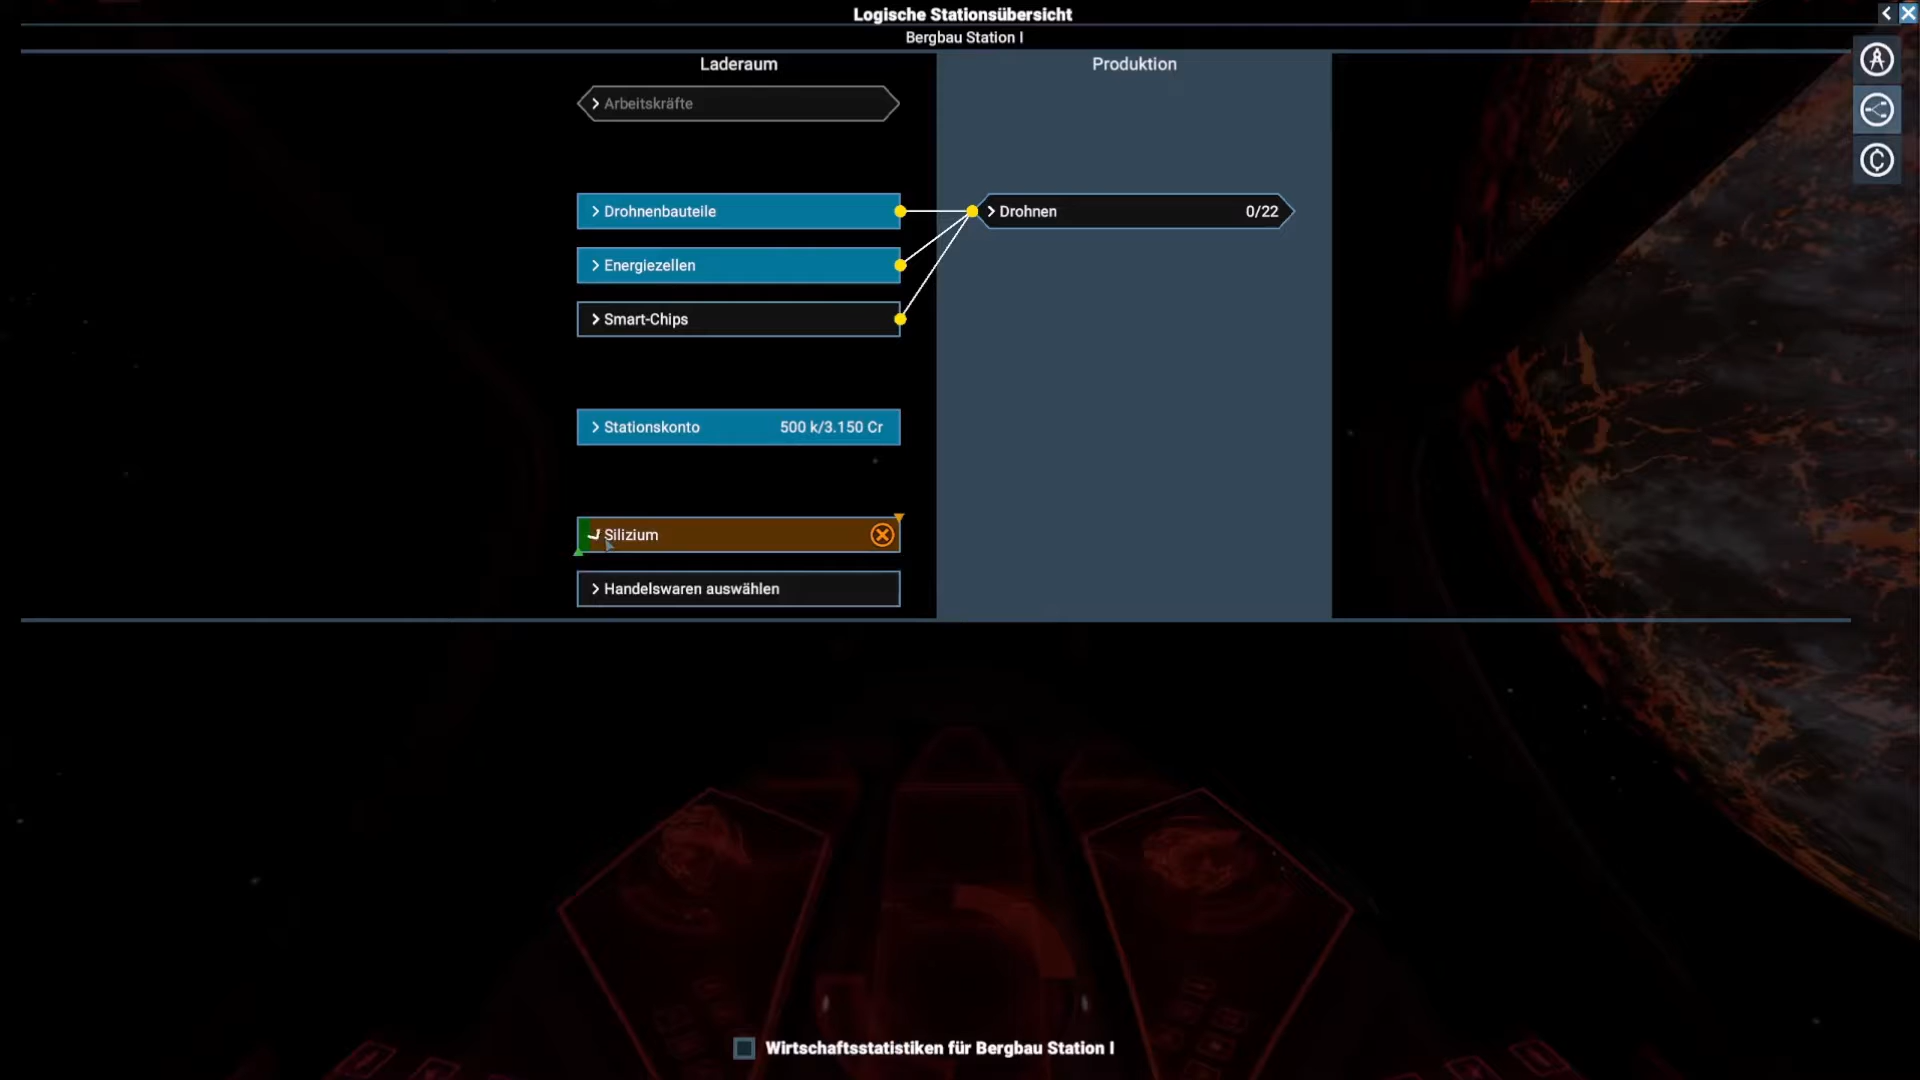 Logische Stationsübersicht
Bergbau Station I
Laderaum
Produktion
Arbeitskräfte
Drohnenbauteile
Drohnen 0/22
Energiezellen
Smart-Chips
Stationskonto 500 k/3.150 Cr
Silizium
Handelswaren auswählen
Wirtschaftsstatistiken für Bergbau Station I